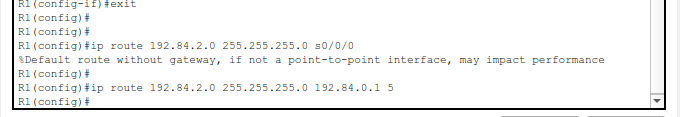 R1(config-if)#exit
R1(config)#
R1(config)#
R1(config)#ip route 192.84.2.0 255.255.255.0 s0/0/0
%Default route without gateway, if not a point-to-point interface, may impact performance
R1(config)#
R1(config)#ip route 192.84.2.0 255.255.255.0 192.84.0.1 5
R1(config)#